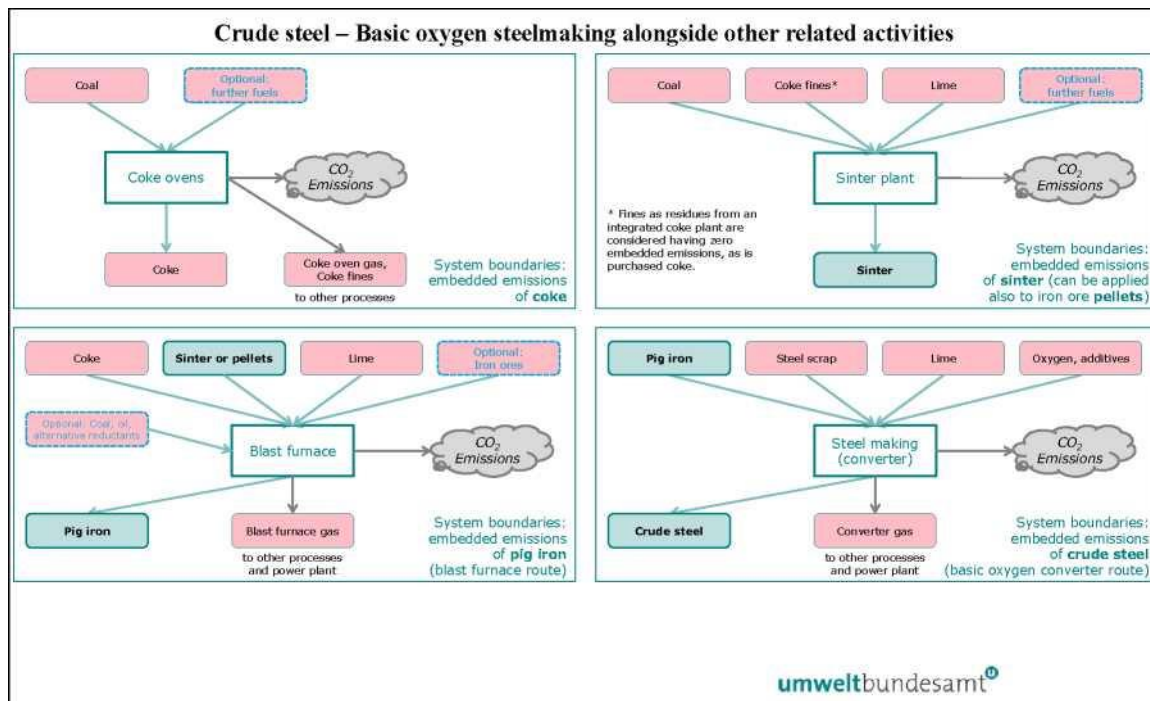 Crude steel – Basic oxygen steelmaking alongside other related activities
Coal
Optional:
further fuels
Coke ovens
CO2
Emissions
Coke
Coke oven gas,
Coke fines
to other processes
System boundaries:
embedded emissions
of coke
Coal
Coke fines*
Lime
Optional:
further fuels
Sinter plant
CO2
Emissions
* Fines as residues from an
integrated coke plant are
considered having zero
embedded emissions, as is
purchased coke.
Sinter
System boundaries:
embedded emissions
of sinter (can be applied
also to iron ore pellets)
Coke
Sinter or pellets
Lime
Optional:
Iron ores
Optional: Coal, oil,
alternative reductants
Blast furnace
CO2
Emissions
Pig iron
Blast furnace gas
to other processes
and power plant
System boundaries:
embedded emissions
of pig iron
(blast furnace route)
Pig iron
Steel scrap
Lime
Oxygen, additives
Steel making
(converter)
CO2
Emissions
Crude steel
Converter gas
to other processes
and power plant
System boundaries:
embedded emissions
of crude steel
(basic oxygen converter route)
umweltbundesamt
u